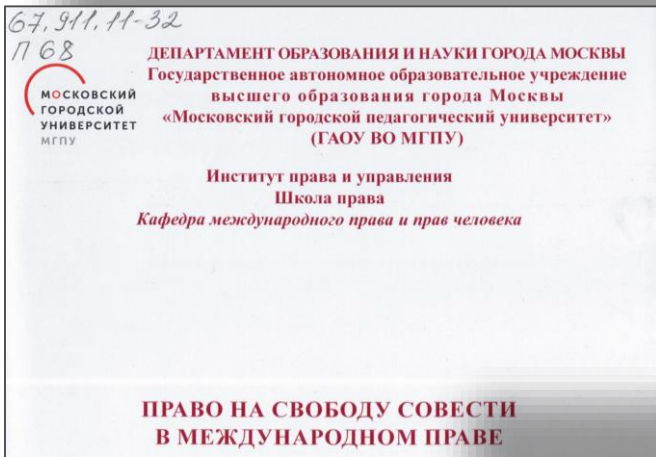 67.911.11-32
П 68
МОСКОВСКИЙ
ГОРОДСКОЙ
УНИВЕРСИТЕТ
МГПУ
ДЕПАРТАМЕНТ ОБРАЗОВАНИЯ И НАУКИ ГОРОДА МОСКВЫ
Государственное автономное образовательное учреждение
высшего образования города Москвы
«Московский городской педагогический университет»
(ГАОУ ВО МГПУ)
Институт права и управления
Школа права
Кафедра международного права и прав человека
ПРАВО НА СВОБОДУ СОВЕСТИ
В МЕЖДУНАРОДНОМ ПРАВЕ